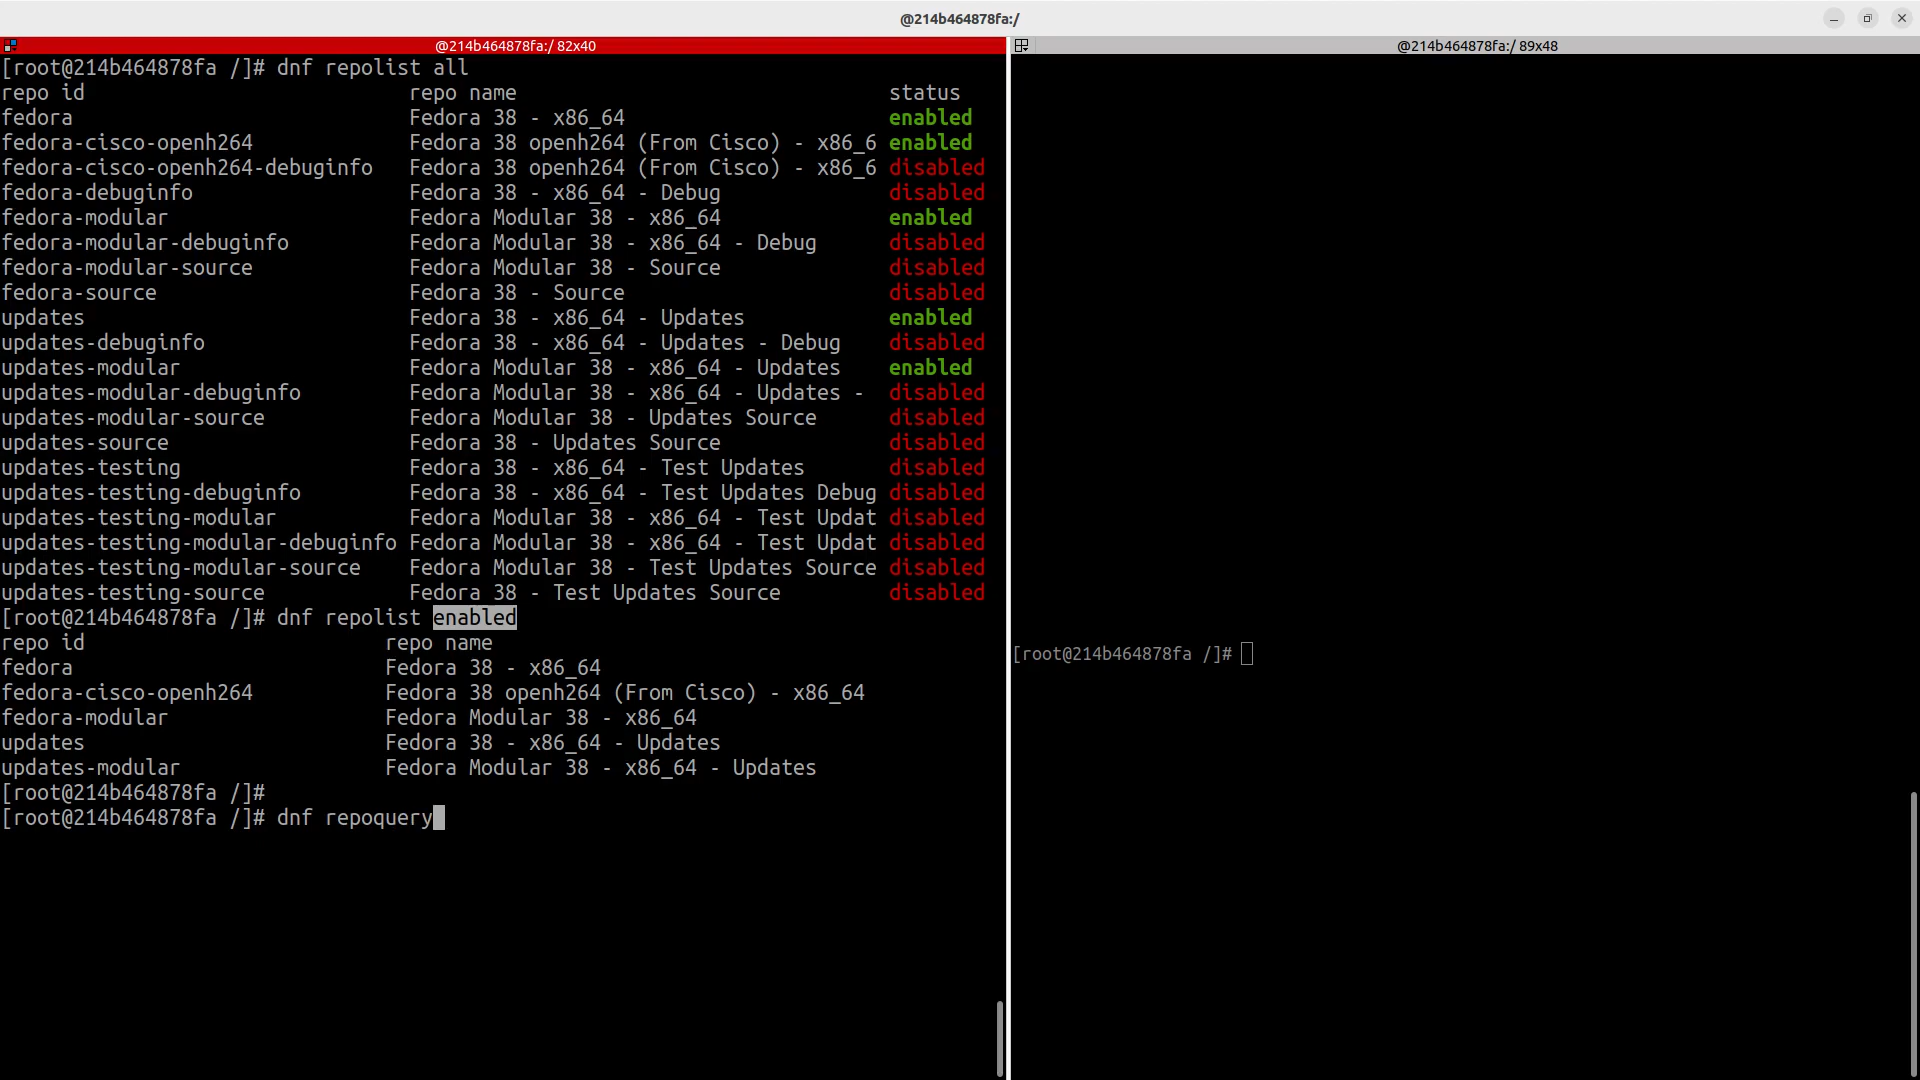 @214b464878fa:/
@214b464878fa:/ 82x40
[root@214b464878fa /]# dnf repolist all
repo id repo name status
fedora Fedora 38 - x86_64 enabled
fedora-cisco-openh264 Fedora 38 openh264 (From Cisco) - x86_6 enabled
fedora-cisco-openh264-debuginfo Fedora 38 openh264 (From Cisco) - x86_6 disabled
fedora-debuginfo Fedora 38 - x86_64 - Debug disabled
fedora-modular Fedora Modular 38 - x86_64 enabled
fedora-modular-debuginfo Fedora Modular 38 - x86_64 - Debug disabled
fedora-modular-source Fedora Modular 38 - Source disabled
fedora-source Fedora 38 - Source disabled
updates Fedora 38 - x86_64 - Updates enabled
updates-debuginfo Fedora 38 - x86_64 - Updates - Debug disabled
updates-modular Fedora Modular 38 - x86_64 - Updates enabled
updates-modular-debuginfo Fedora Modular 38 - x86_64 - Updates - disabled
updates-modular-source Fedora Modular 38 - Updates Source disabled
updates-source Fedora 38 - Updates Source disabled
updates-testing Fedora 38 - x86_64 - Test Updates disabled
updates-testing-debuginfo Fedora 38 - x86_64 - Test Updates Debug disabled
updates-testing-modular Fedora Modular 38 - x86_64 - Test Updat disabled
updates-testing-modular-debuginfo Fedora Modular 38 - x86_64 - Test Updat disabled
updates-testing-modular-source Fedora Modular 38 - Test Updates Source disabled
updates-testing-source Fedora 38 - Test Updates Source disabled
[root@214b464878fa /]# dnf repolist enabled
repo id repo name
fedora Fedora 38 - x86_64
fedora-cisco-openh264 Fedora 38 openh264 (From Cisco) - x86_64
fedora-modular Fedora Modular 38 - x86_64
updates Fedora 38 - x86_64 - Updates
updates-modular Fedora Modular 38 - x86_64 - Updates
[root@214b464878fa /]#
[root@214b464878fa /]# dnf repoquery
@214b464878fa:/ 89x48
[root@214b464878fa /]#